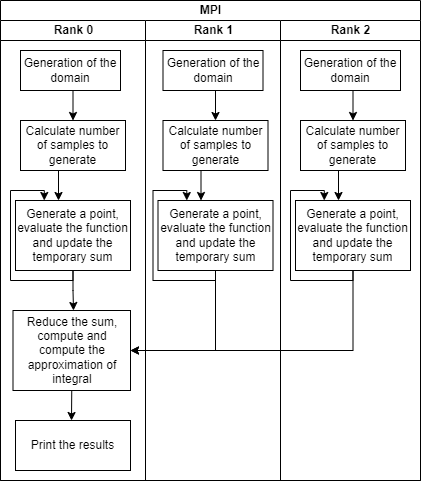 MPI
Rank 0
Rank 1
Rank 2
Generation of the
domain
Generation of the
domain
Generation of the
domain
Calculate number
of samples to
generate
Calculate number
of samples to
generate
Calculate number
of samples to
generate
Generate a point,
evaluate the function
and update the
temporary sum
Generate a point,
evaluate the function
and update the
temporary sum
Generate a point,
evaluate the function
and update the
temporary sum
Reduce the sum,
compute and
compute the
approximation of
integral
Print the results